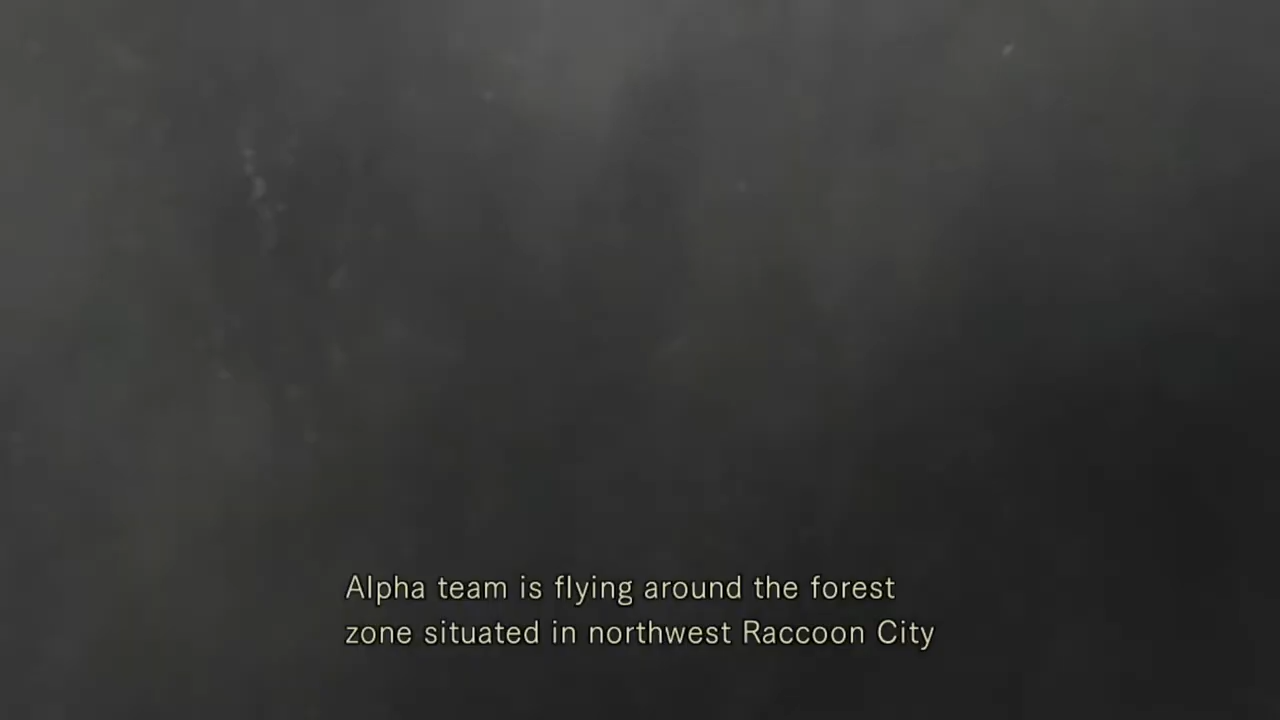 Alpha team is flying around the forest
zone situated in northwest Raccoon City